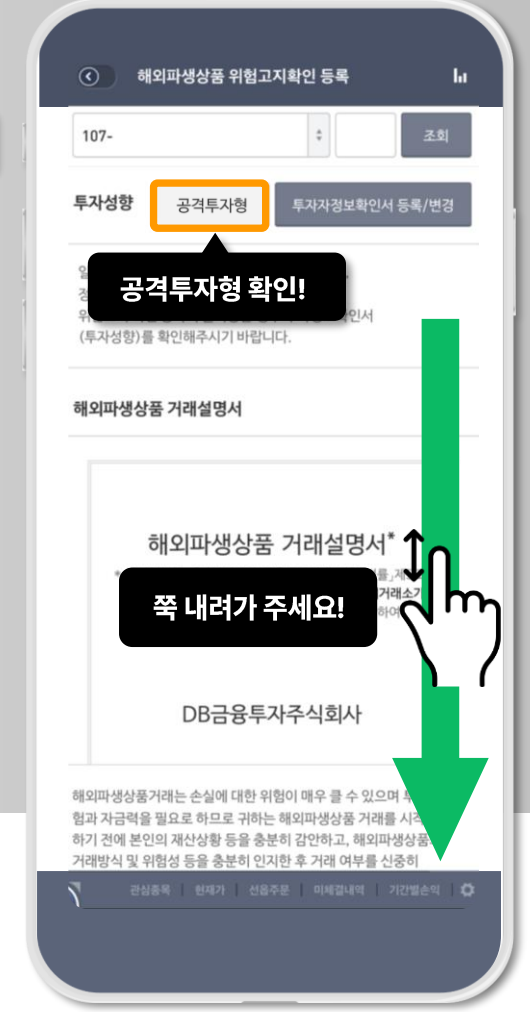 해외파생상품 위험고지확인 등록
107-
조회
투자성향
공격투자형
투자자정보확인서 등록/변경
공격투자형 확인!
인서
(투자성향)를 확인해주시기 바랍니다.
해외파생상품 거래설명서
해외파생상품 거래설명서*
쭉 내려가 주세요!
DB금융투자주식회사
해외파생상품거래는 손실에 대한 위험이 매우 클 수 있으며
험과 자금력을 필요로 하므로 귀하는 해외파생상품 거래를 시작
하기 전에 본인의 재산상황 등을 충분히 감안하고, 해외파생상품
거래방식 및 위험성 등을 충분히 인지한 후 거래 여부를 신중히
관심종목 | 현재가 | 선옵주문 | 미체결내역 | 기간별손익